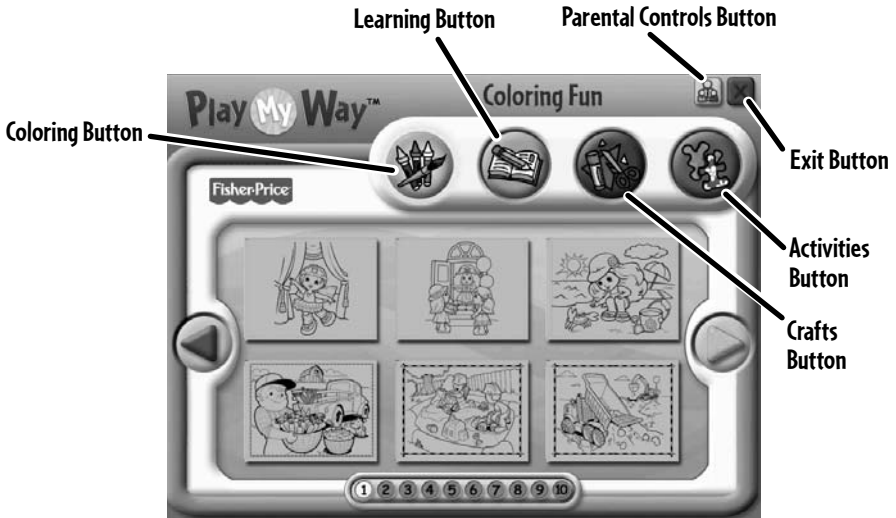 Learning Button
Parental Controls Button
Play My Way™
Coloring Fun
Coloring Button
Exit Button
Fisher-Price
Activities
Button
Crafts
Button
1 2 3 4 5 6 7 8 9 10